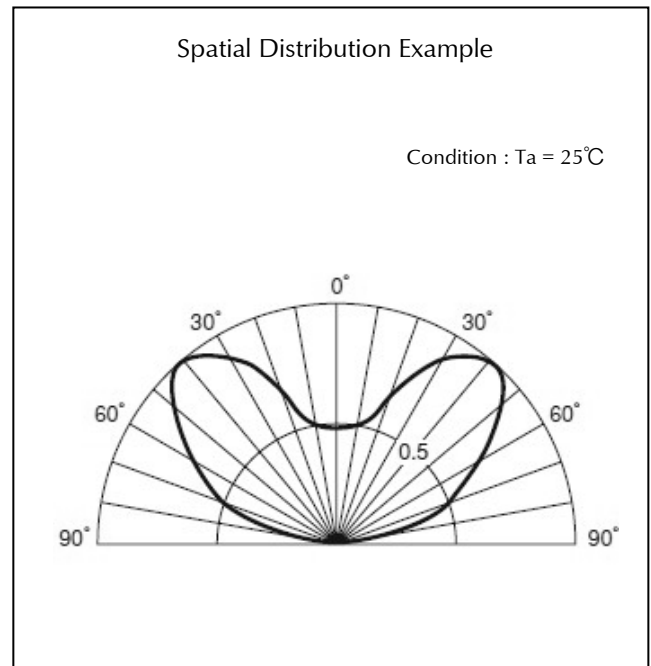 Spatial Distribution Example
Condition : Ta = 25℃
0°
30° 30°
60° 60°
0.5
90° 90°